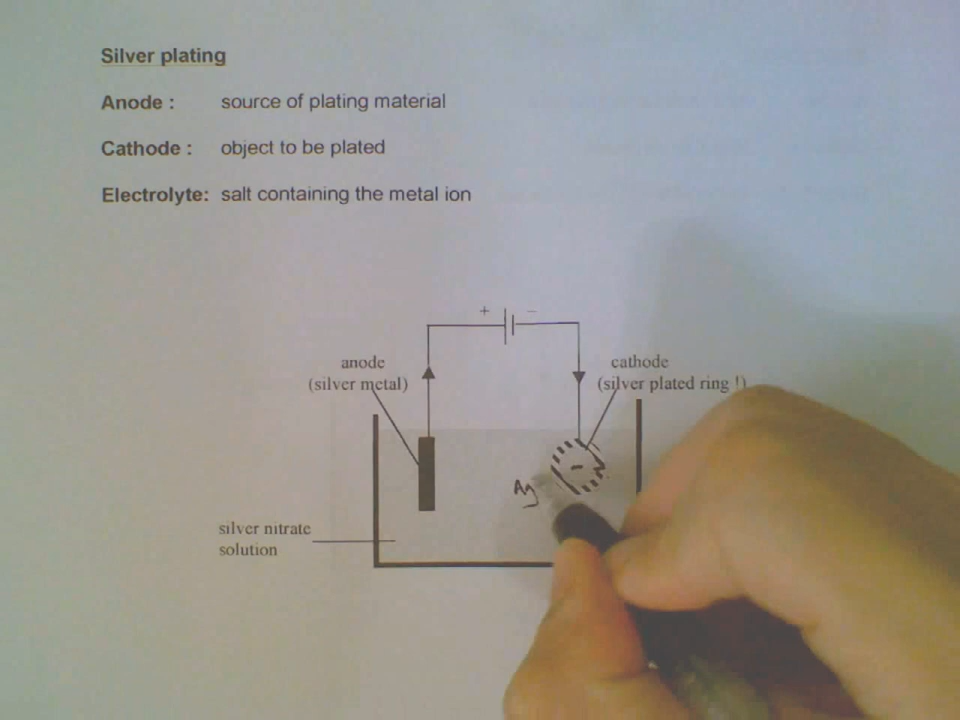 Silver plating
Anode : source of plating material
Cathode : object to be plated
Electrolyte: salt containing the metal ion
+ −
anode
(silver metal)
cathode
(silver plated ring !)
-
Ag
silver nitrate
solution